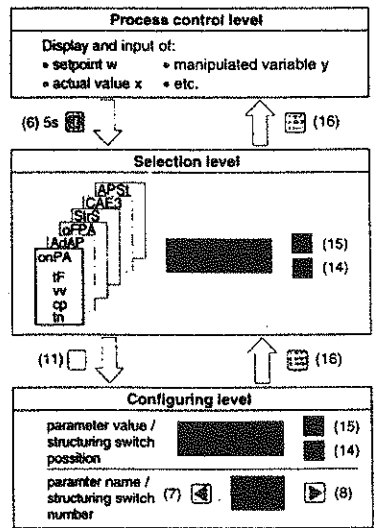 Process control level
Display and input of:
• setpoint w • manipulated variable y
• actual value x • etc.
(6) 5s (16)
Selection level
APSt
CAE3
StrS
oFPA
AdAP
onPA
tF
vv
cp
tn
(15)
(14)
(11) (16)
Configuring level
parameter value /
structuring switch
possition
(15)
(14)
paramter name /
structuring switch
number
(7) (8)